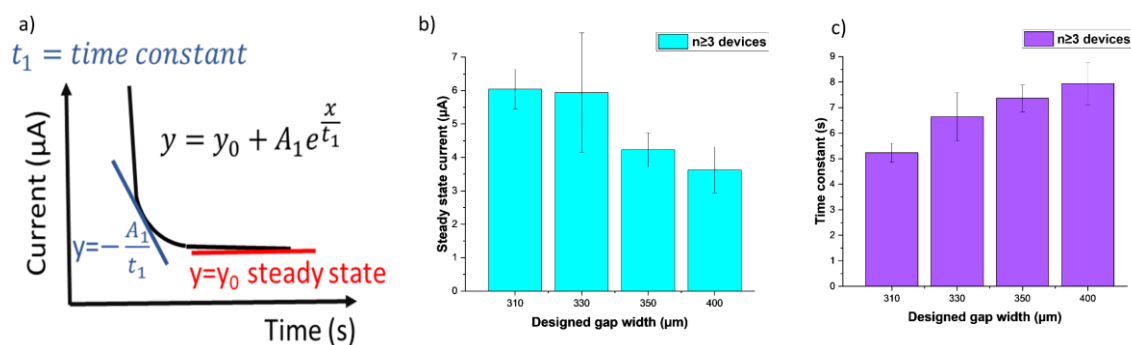 a)
t₁ = time constant
Current (μA)
y = y₀ + A₁e^(x/t₁)
y=− A₁/t₁
y=y₀ steady state
Time (s)
b)
n≥3 devices
Steady state current (μA)
7
6
5
4
3
2
1
0
310 330 350 400
Designed gap width (μm)
c)
n≥3 devices
Time constant (s)
9
8
7
6
5
4
3
2
1
0
310 330 350 400
Designed gap width (μm)